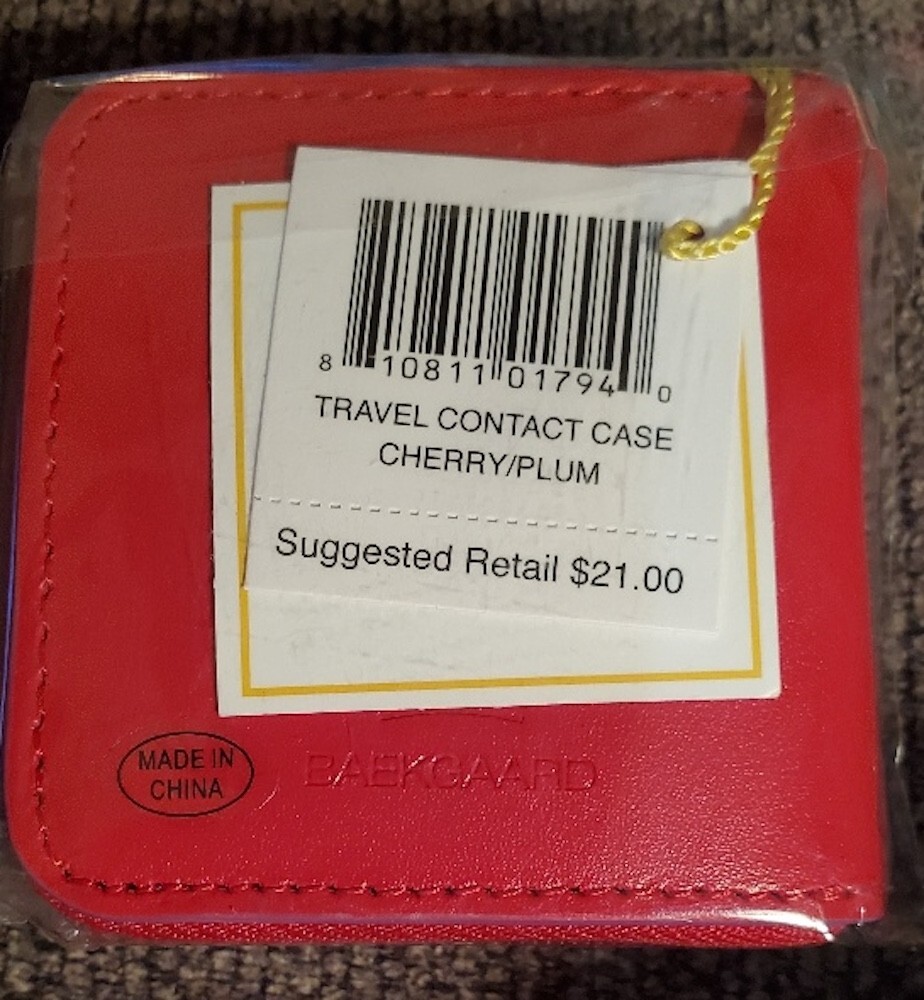 8 10811 01794 0
TRAVEL CONTACT CASE
CHERRY/PLUM
Suggested Retail $21.00
MADE IN
CHINA
BAEKGAARD